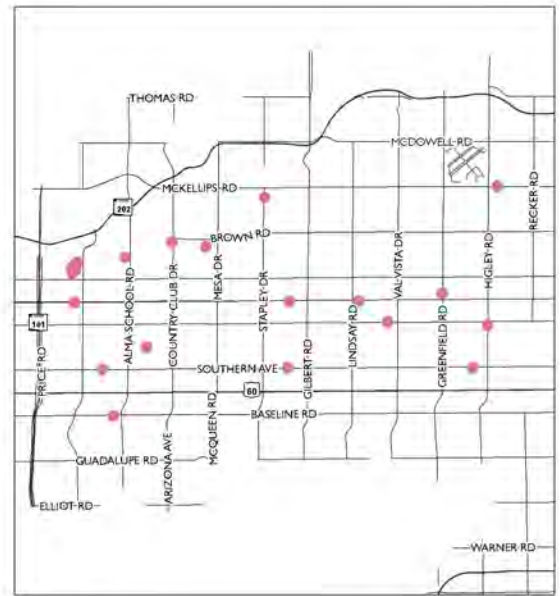 THOMAS RD
MCDOWELL RD
MCKELLIPS RD
202
BROWN RD
RECKER RD
101
PRICE RD
ALMA SCHOOL RD
COUNTRY CLUB DR
MESA DR
STAPLEY DR
GILBERT RD
LINDSAY RD
VAL VISTA DR
GREENFIELD RD
HIGLEY RD
SOUTHERN AVE
60
BASELINE RD
MCQUEEN RD
ARIZONA AVE
GUADALUPE RD
ELLIOT RD
WARNER RD